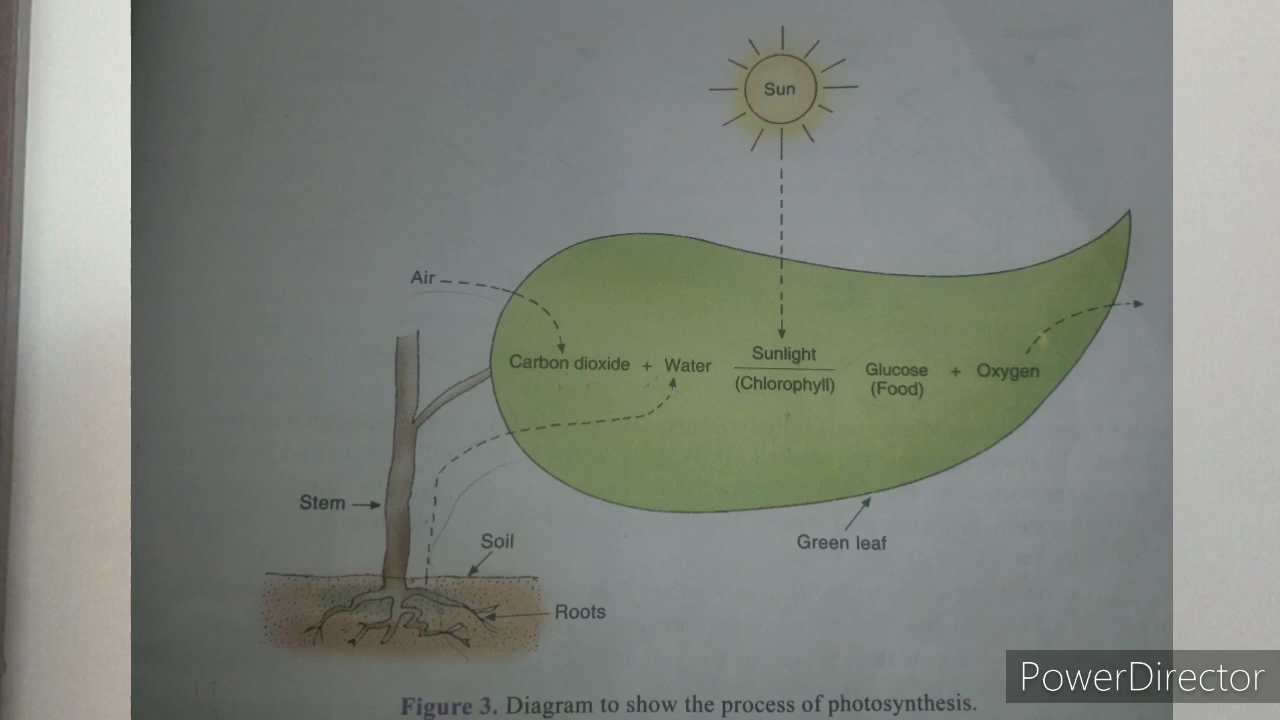 Sun
Air
Carbon dioxide + Water
Sunlight
(Chlorophyll)
Glucose
(Food)
+ Oxygen
Stem
Soil
Green leaf
Roots
Figure 3. Diagram to show the process of photosynthesis.
PowerDirector